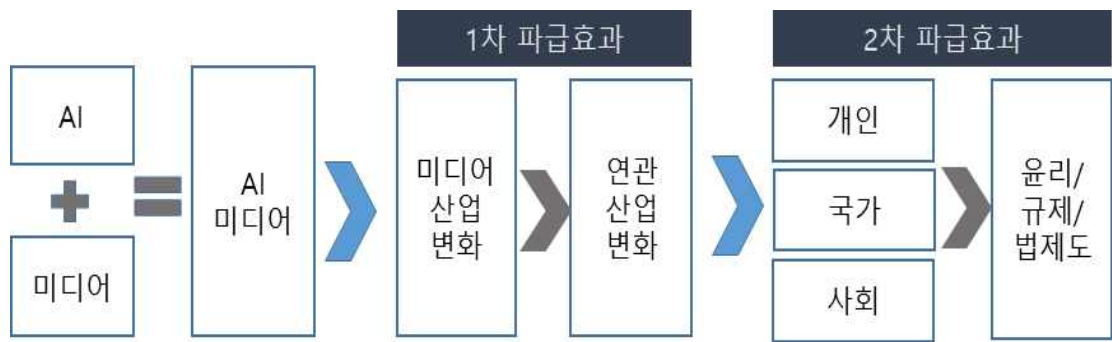 1차 파급효과
2차 파급효과
AI
미디어
AI
미디어
미디어
산업
변화
연관
산업
변화
개인
국가
사회
윤리/
규제/
법제도